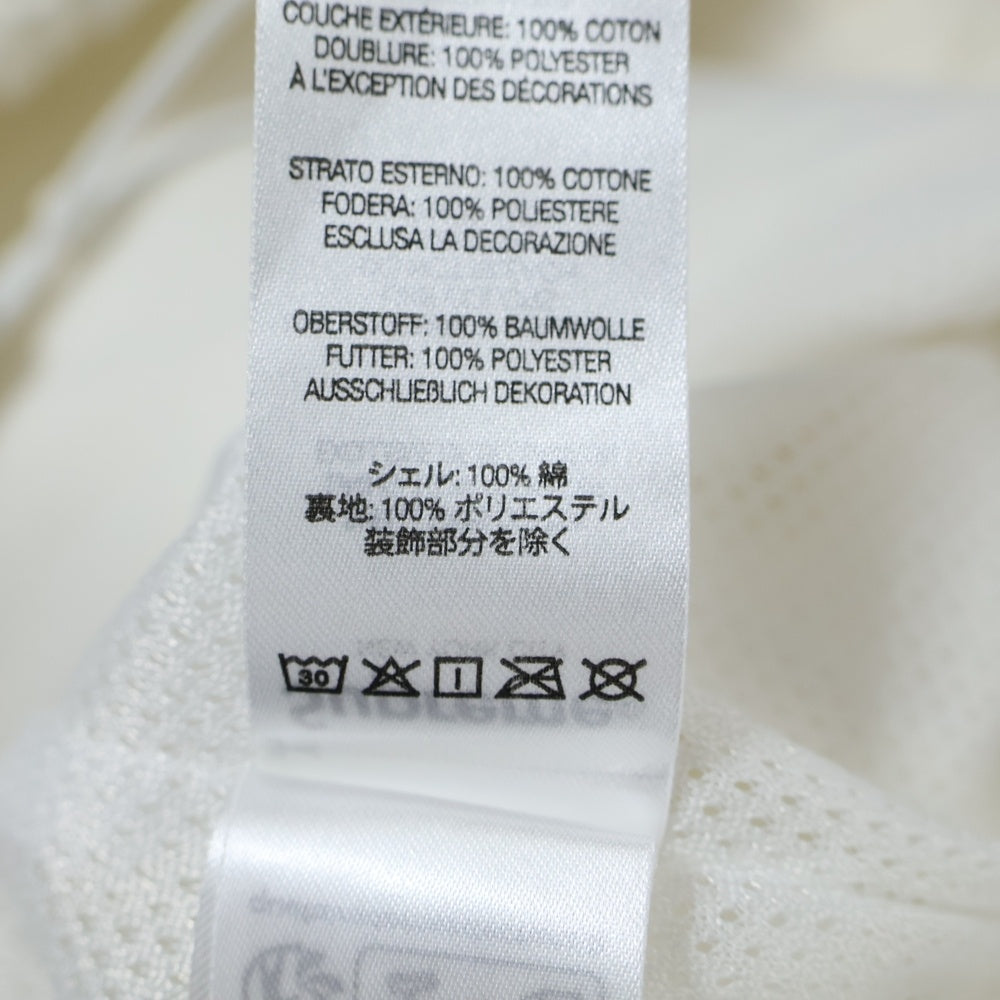 COUCHE EXTÉRIEURE: 100% COTON
DOUBLURE: 100% POLYESTER
À L'EXCEPTION DES DÉCORATIONS
STRATO ESTERNO: 100% COTONE
FODERA: 100% POLIESTERE
ESCLUSA LA DECORAZIONE
OBERSTOFF: 100% BAUMWOLLE
FUTTER: 100% POLYESTER
AUSSCHLIEßLICH DEKORATION
シェル: 100% 綿
裏地: 100% ポリエステル
装飾部分を除く
30
Supreme